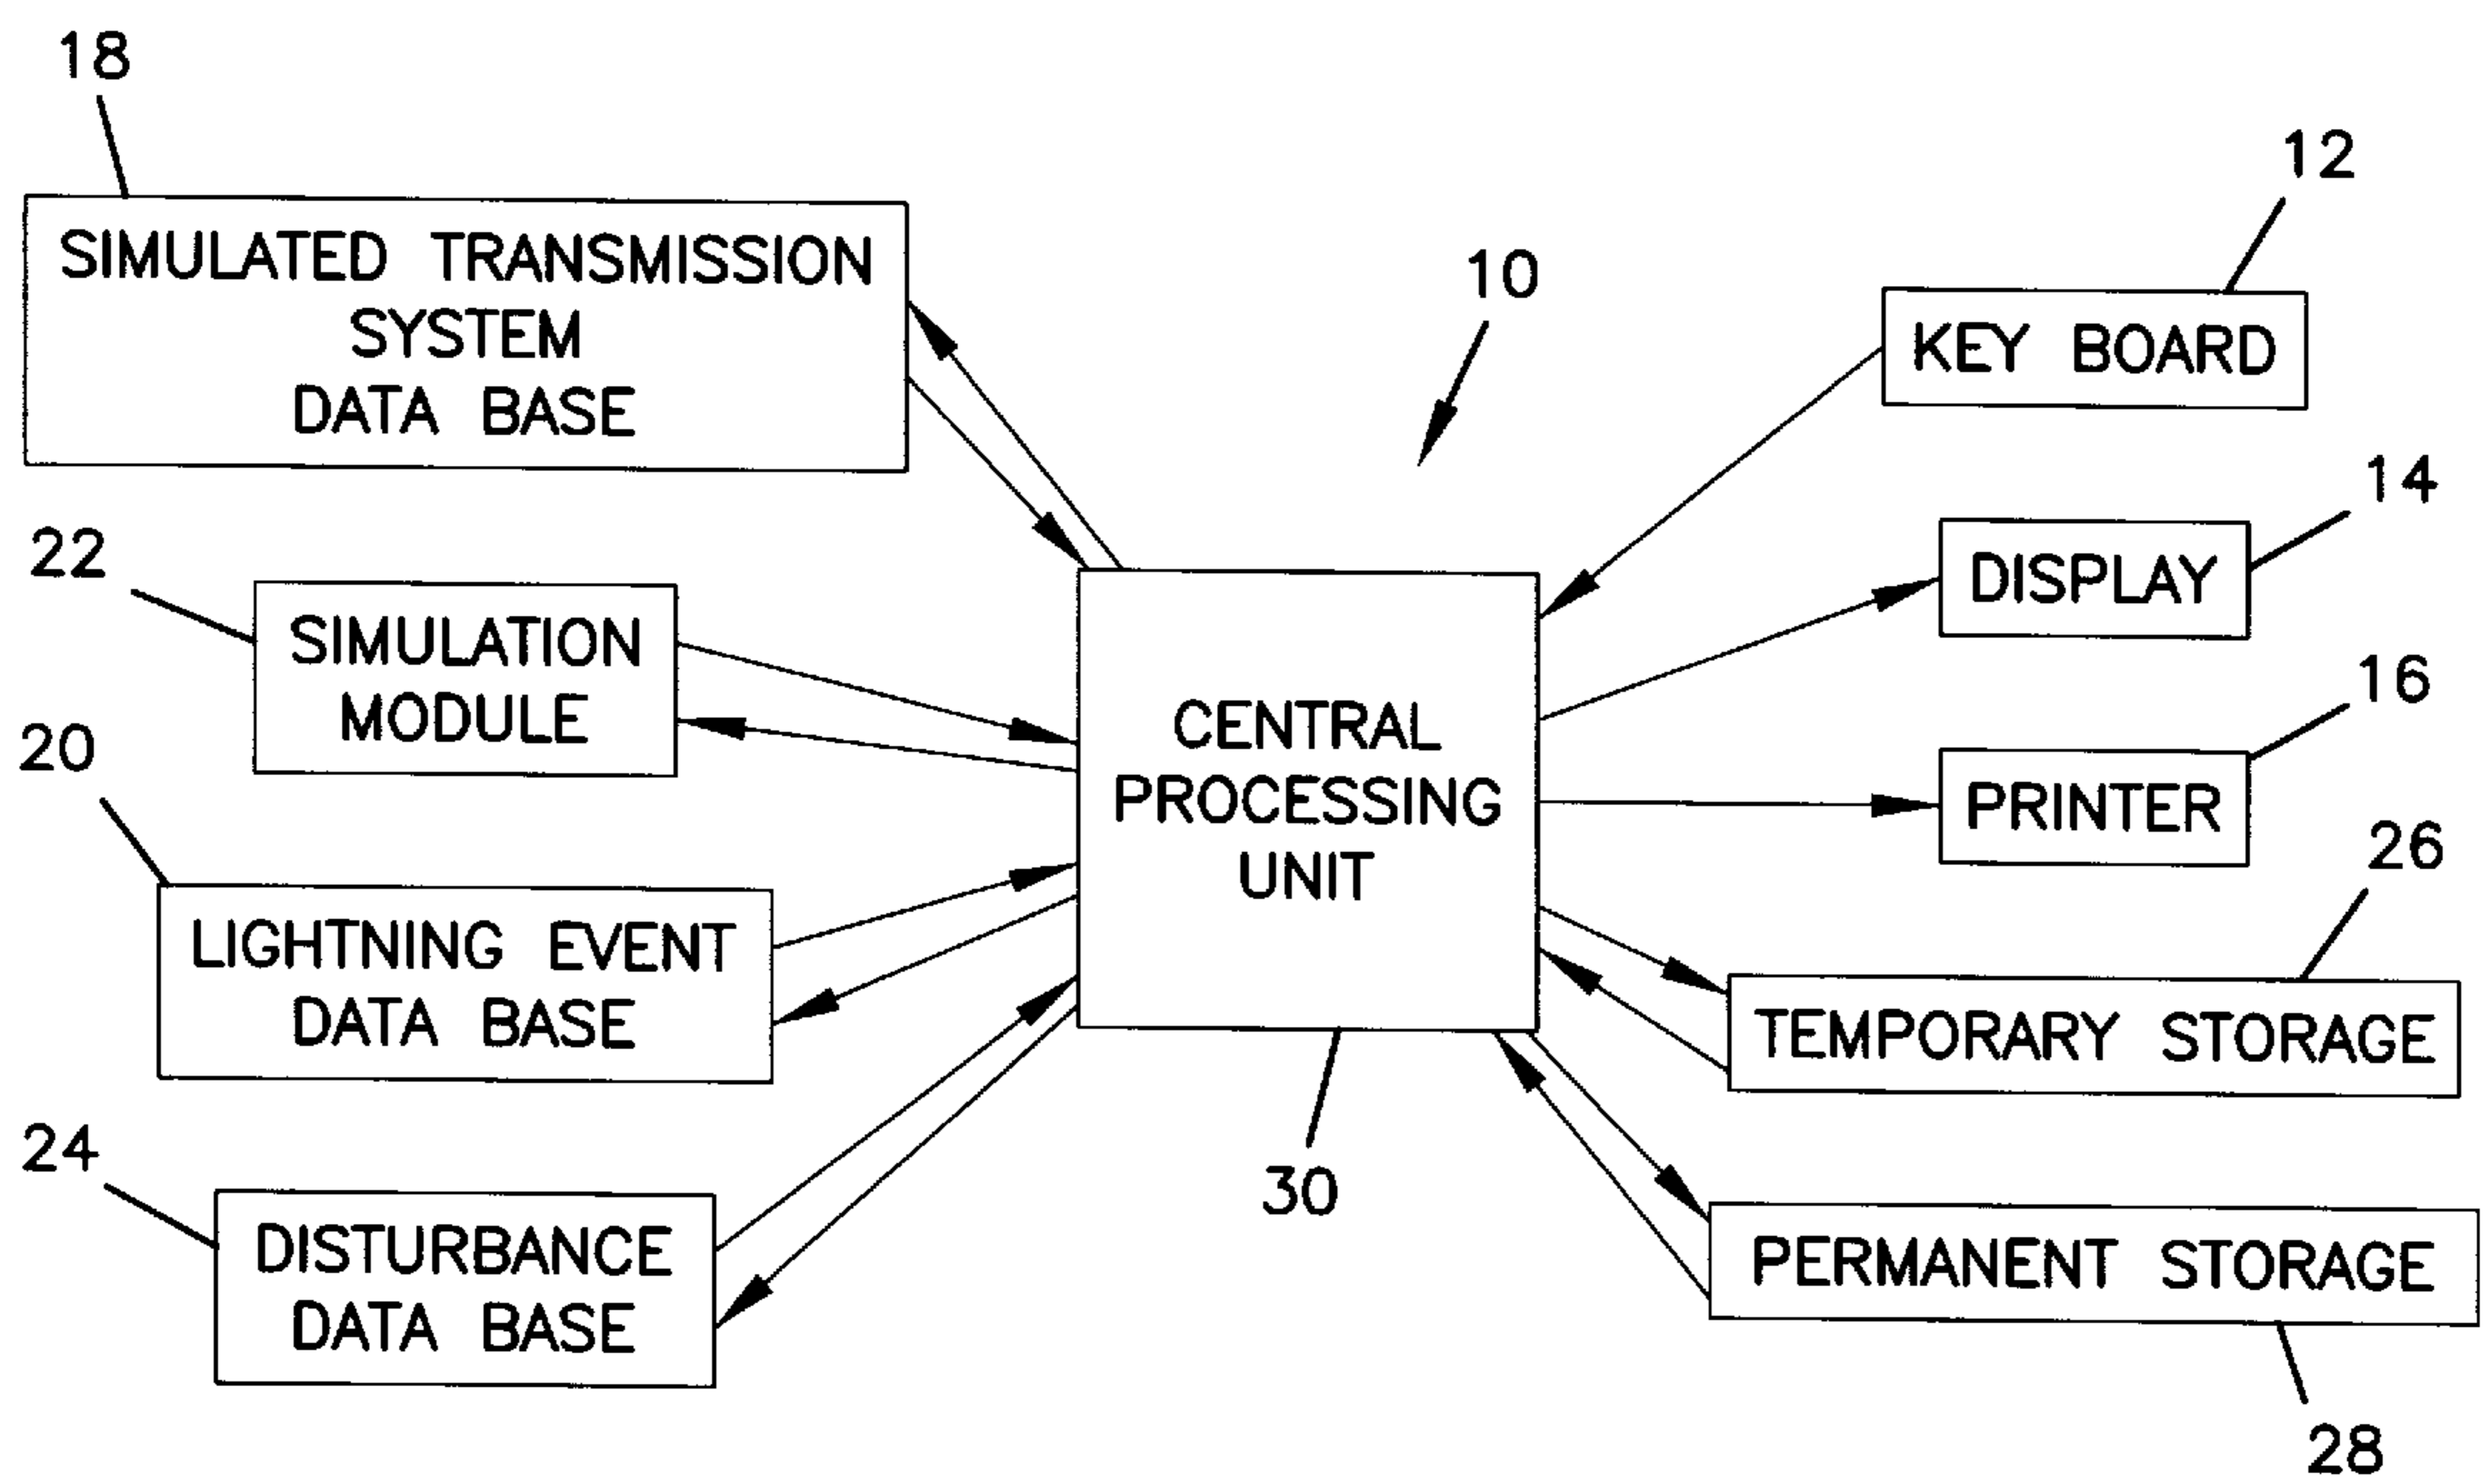 18
SIMULATED TRANSMISSION
SYSTEM
DATA BASE
22
SIMULATION
MODULE
20
LIGHTNING EVENT
DATA BASE
24
DISTURBANCE
DATA BASE
10
CENTRAL
PROCESSING
UNIT
30
12
KEY BOARD
14
DISPLAY
16
PRINTER
26
TEMPORARY STORAGE
PERMANENT STORAGE
28